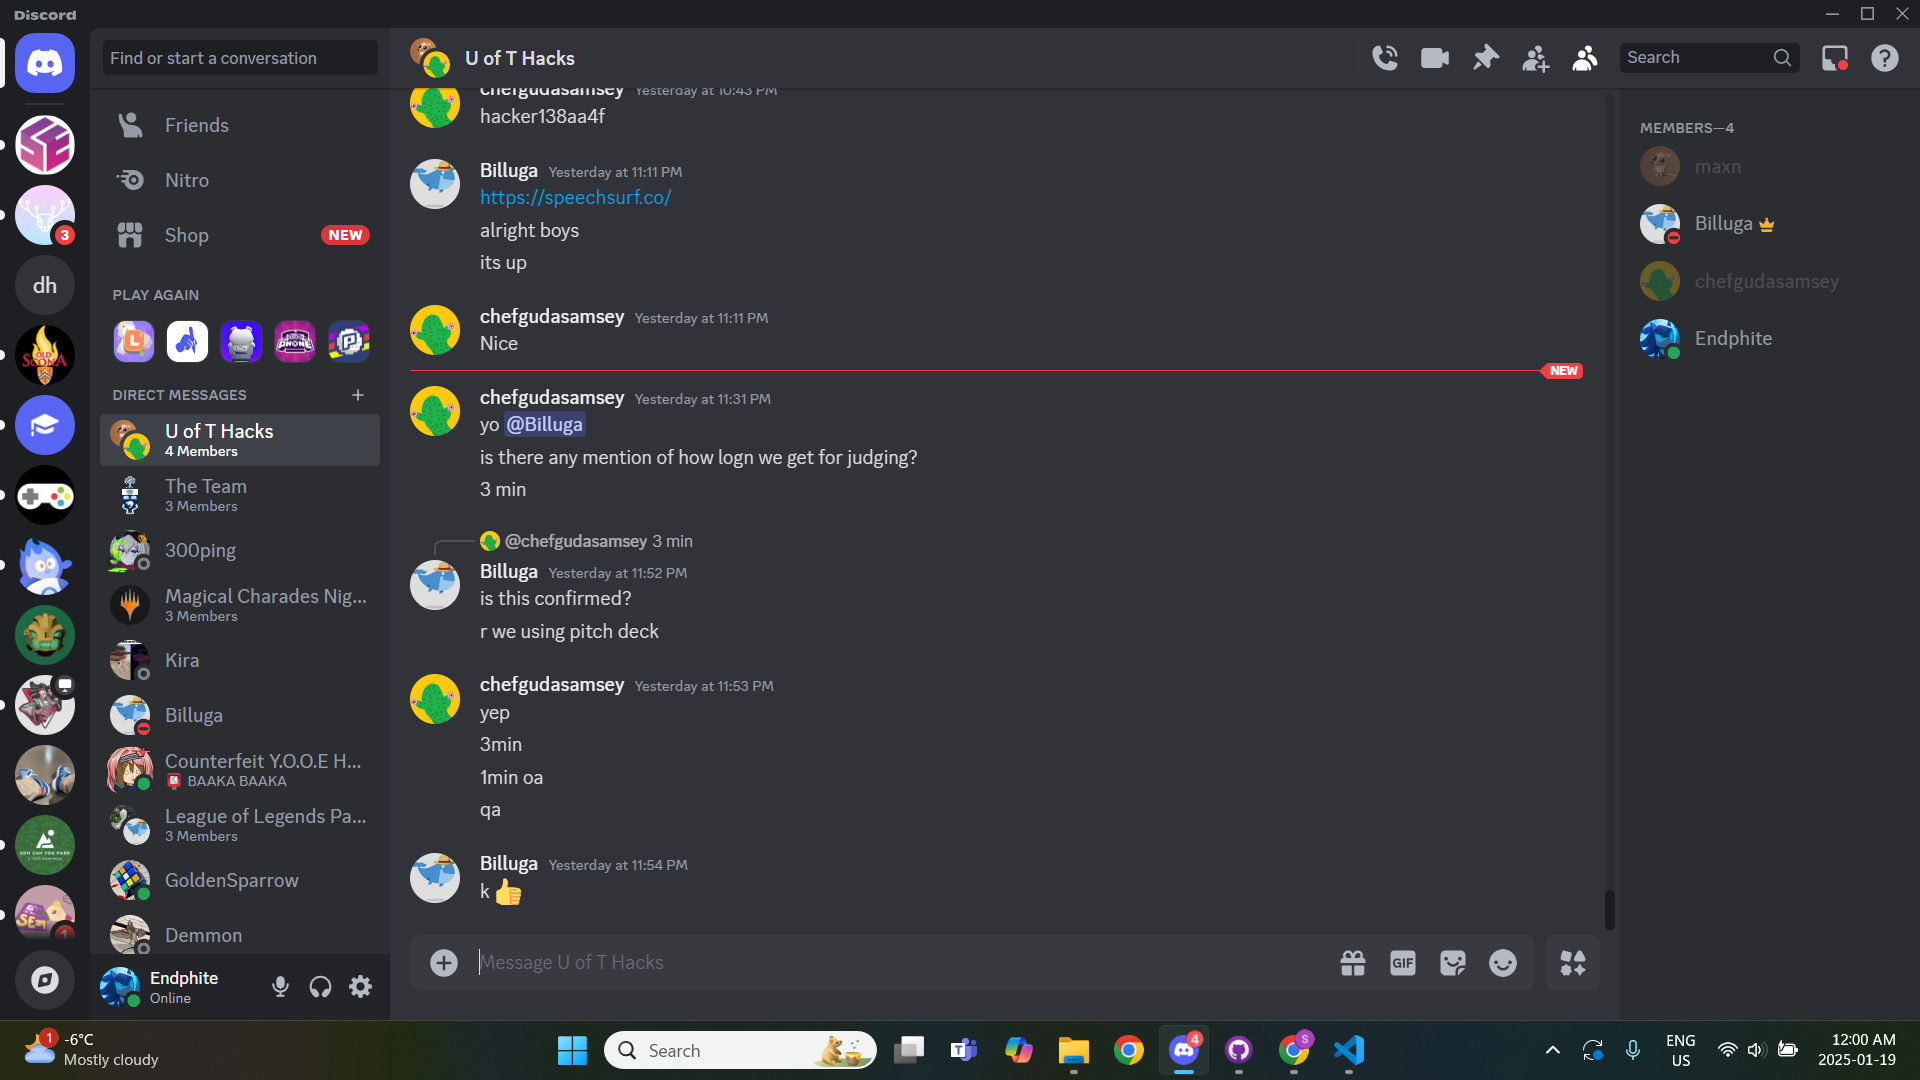 Discord
Find or start a conversation
Friends
Nitro
Shop
NEW
PLAY AGAIN
DIRECT MESSAGES
U of T Hacks
4 Members
The Team
3 Members
300ping
Magical Charades Nig...
3 Members
Kira
Billuga
Counterfeit Y.O.O.E H...
BAAKA BAAKA
League of Legends Pa...
3 Members
GoldenSparrow
Demmon
Endphite
Online
3
dh
OLD SCONA
1
U of T Hacks
Search
chefgudasamsey Yesterday at 10:43 PM
hacker138aa4f
Billuga Yesterday at 11:11 PM
https://speechsurf.co/
alright boys
its up
chefgudasamsey Yesterday at 11:11 PM
Nice
NEW
chefgudasamsey Yesterday at 11:31 PM
yo @Billuga
is there any mention of how logn we get for judging?
3 min
@chefgudasamsey 3 min
Billuga Yesterday at 11:52 PM
is this confirmed?
r we using pitch deck
chefgudasamsey Yesterday at 11:53 PM
yep
3min
1min oa
qa
Billuga Yesterday at 11:54 PM
k
Message U of T Hacks
GIF
MEMBERS—4
maxn
Billuga
chefgudasamsey
Endphite
1
-6°C
Mostly cloudy
Search
4
S
ENG
US
12:00 AM
2025-01-19